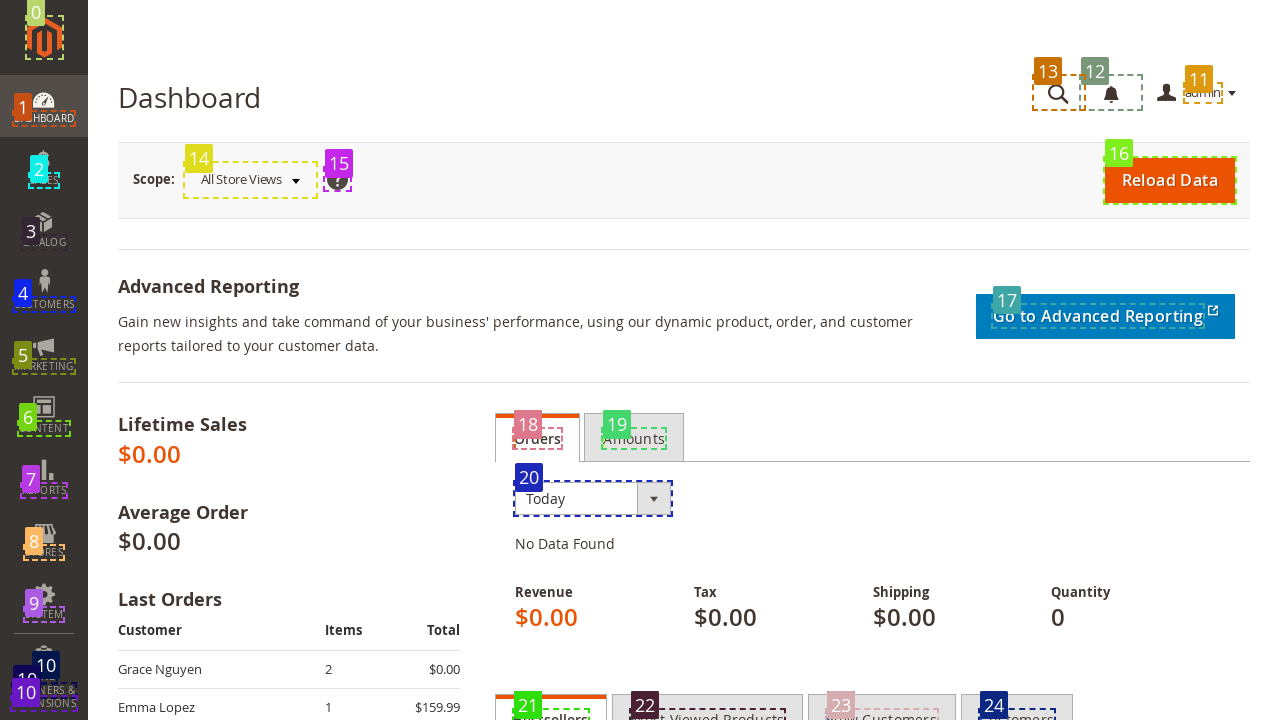 0
Dashboard
13
12
11
admin
1
DASHBOARD
2
14
15
16
Scope:
All Store Views
?
Reload Data
3
CATALOG
4
CUSTOMERS
Advanced Reporting
17
Gain new insights and take command of your business' performance, using our dynamic product, order, and customer
reports tailored to your customer data.
Go to Advanced Reporting
5
MARKETING
6
CONTENT
7
REPORTS
8
9
Lifetime Sales
$0.00
18
19
Orders
Amounts
20
Today
Average Order
$0.00
No Data Found
Revenue
Tax
Shipping
Quantity
$0.00
$0.00
$0.00
0
Last Orders
Customer
Items
Total
Grace Nguyen
2
$0.00
Emma Lopez
1
$159.99
10
10
10
21
22
23
24
Bestsellers
Most Viewed Products
New Customers
Customers